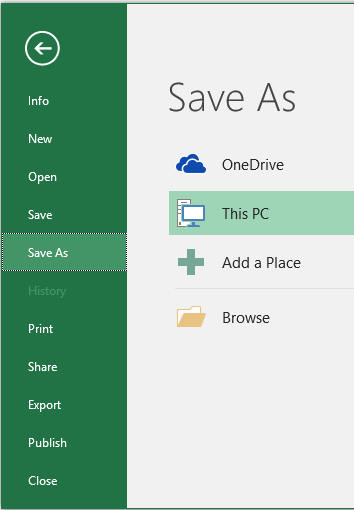 Info
New
Open
Save
Save As
History
Print
Share
Export
Publish
Close
Save As
OneDrive
This PC
Add a Place
Browse